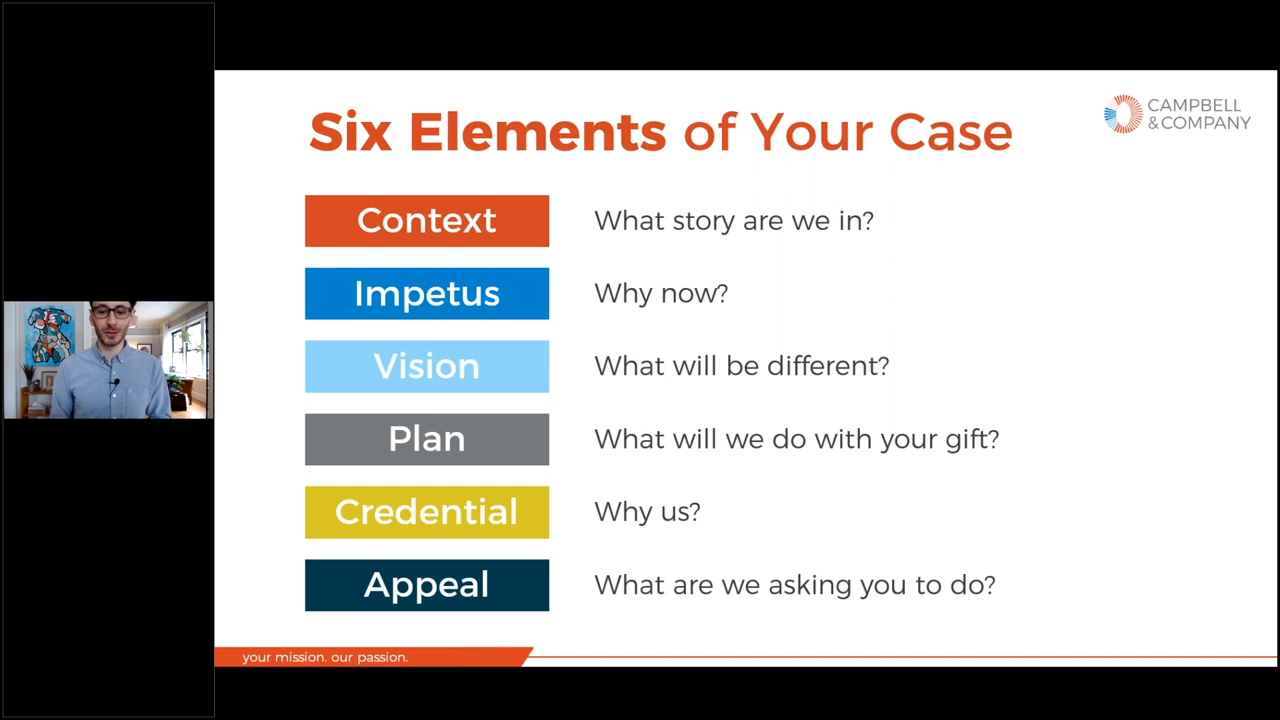 Six Elements of Your Case
CAMPBELL
&COMPANY
Context What story are we in?
Impetus Why now?
Vision What will be different?
Plan What will we do with your gift?
Credential Why us?
Appeal What are we asking you to do?
your mission. our passion.